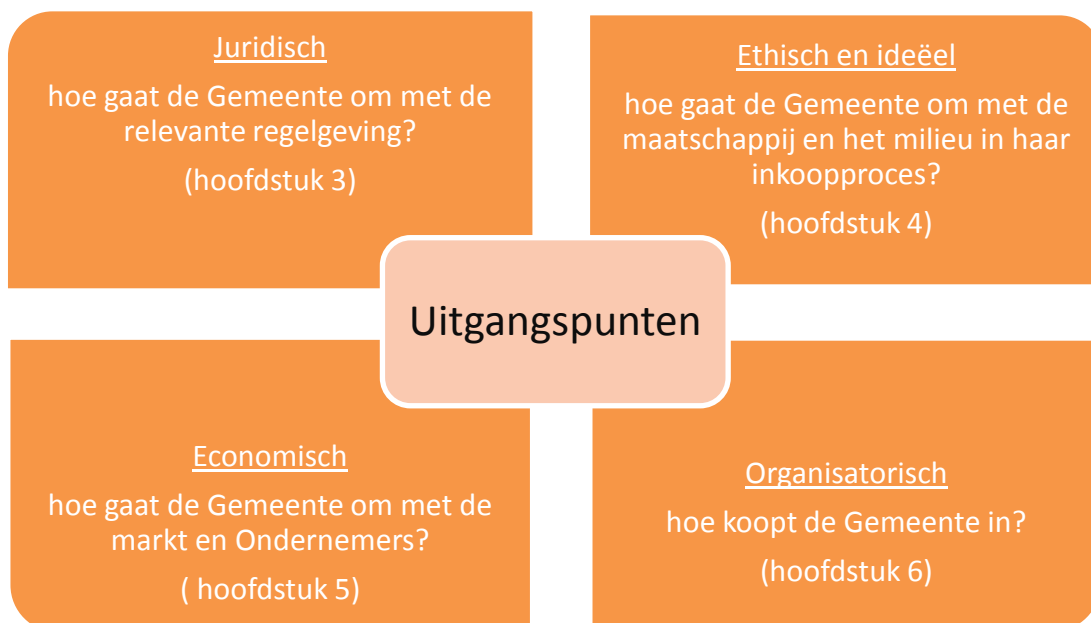 Juridisch
hoe gaat de Gemeente om met de
relevante regelgeving?
(hoofdstuk 3)
Ethisch en ideëel
hoe gaat de Gemeente om met de
maatschappij en het milieu in haar
inkoopproces?
(hoofdstuk 4)
Uitgangspunten
Economisch
hoe gaat de Gemeente om met de
markt en Ondernemers?
( hoofdstuk 5)
Organisatorisch
hoe koopt de Gemeente in?
(hoofdstuk 6)